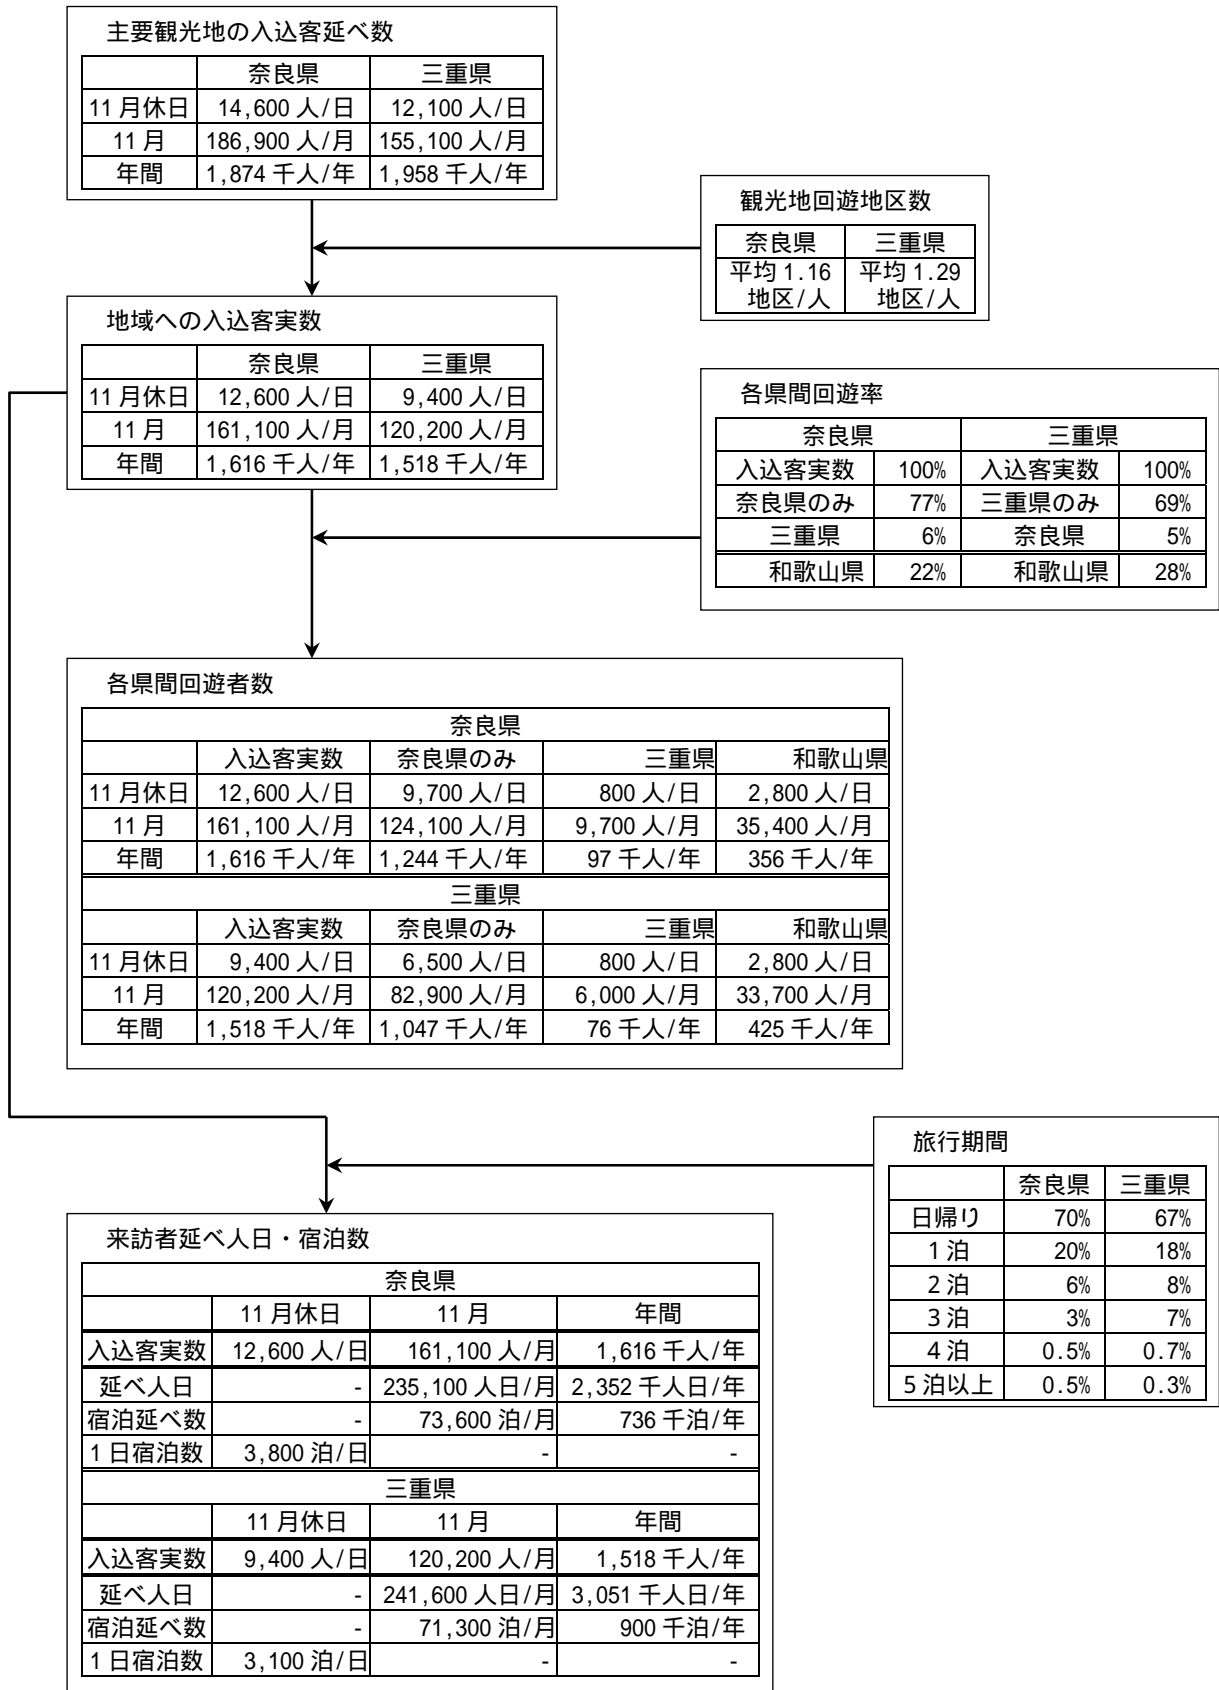 主要観光地の入込客延べ数
奈良県 三重県
11月休日 14,600人/日 12,100人/日
11月 186,900人/月 155,100人/月
年間 1,874千人/年 1,958千人/年
観光地回遊地区数
奈良県 三重県
平均1.16 平均1.29
地区/人 地区/人
地域への入込客実数
奈良県 三重県
11月休日 12,600人/日 9,400人/日
11月 161,100人/月 120,200人/月
年間 1,616千人/年 1,518千人/年
各県間回遊率
奈良県 三重県
入込客実数 100% 入込客実数 100%
奈良県のみ 77% 三重県のみ 69%
三重県 6% 奈良県 5%
和歌山県 22% 和歌山県 28%
各県間回遊者数
奈良県
入込客実数 奈良県のみ 三重県 和歌山県
11月休日 12,600人/日 9,700人/日 800人/日 2,800人/日
11月 161,100人/月 124,100人/月 9,700人/月 35,400人/月
年間 1,616千人/年 1,244千人/年 97千人/年 356千人/年
三重県
入込客実数 奈良県のみ 三重県 和歌山県
11月休日 9,400人/日 6,500人/日 800人/日 2,800人/日
11月 120,200人/月 82,900人/月 6,000人/月 33,700人/月
年間 1,518千人/年 1,047千人/年 76千人/年 425千人/年
旅行期間
奈良県 三重県
日帰り 70% 67%
1泊 20% 18%
2泊 6% 8%
3泊 3% 7%
4泊 0.5% 0.7%
5泊以上 0.5% 0.3%
来訪者延べ人日・宿泊数
奈良県
11月休日 11月 年間
入込客実数 12,600人/日 161,100人/月 1,616千人/年
延べ人日 - 235,100人日/月 2,352千人日/年
宿泊延べ数 - 73,600泊/月 736千泊/年
1日宿泊数 3,800泊/日 - -
三重県
11月休日 11月 年間
入込客実数 9,400人/日 120,200人/月 1,518千人/年
延べ人日 - 241,600人日/月 3,051千人日/年
宿泊延べ数 - 71,300泊/月 900千泊/年
1日宿泊数 3,100泊/日 - -